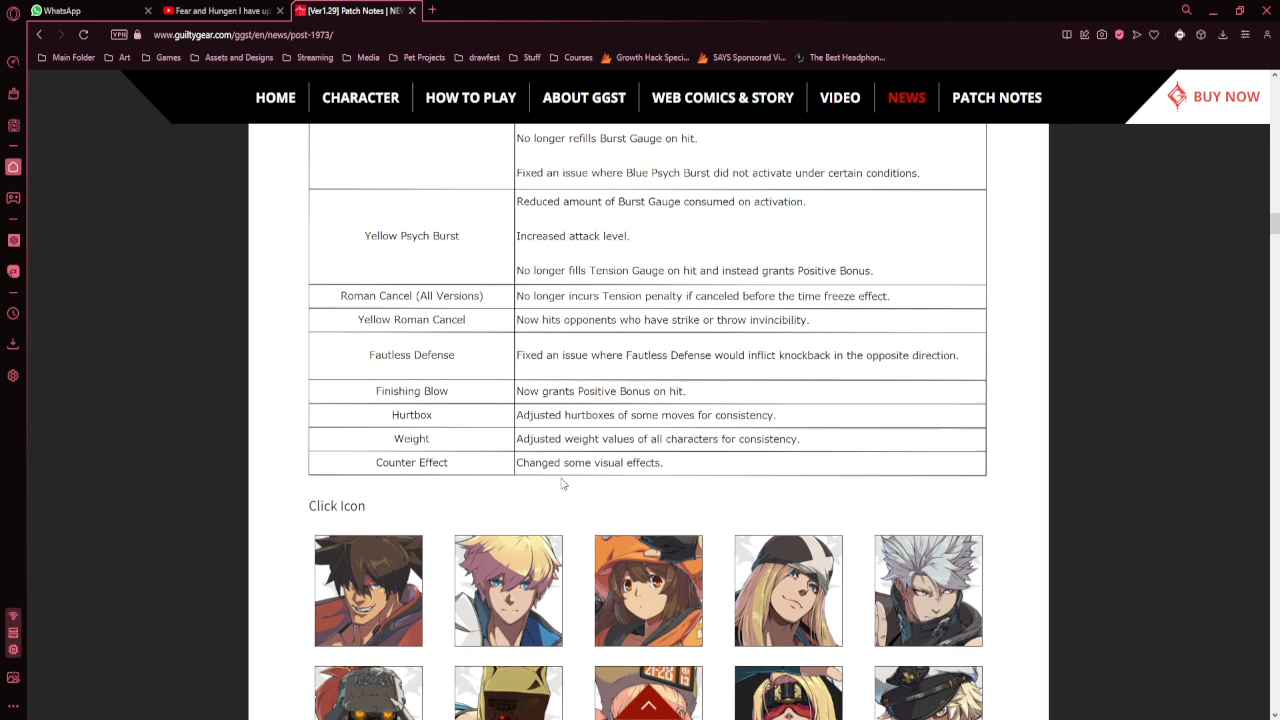 WhatsApp
Fear and Hunger: I have up
[Ver1.29] Patch Notes | NE
VPN
www.guiltygear.com/ggst/en/news/post-1973/
Main Folder
Art
Games
Assets and Designs
Streaming
Media
Pet Projects
drawfest
Stuff
Courses
Growth Hack Speci...
SAYS Sponsored Vi...
The Best Headphon...
HOME
CHARACTER
HOW TO PLAY
ABOUT GGST
WEB COMICS & STORY
VIDEO
NEWS
PATCH NOTES
BUY NOW
No longer refills Burst Gauge on hit.
Fixed an issue where Blue Psych Burst did not activate under certain conditions.
Yellow Psych Burst
Reduced amount of Burst Gauge consumed on activation.
Increased attack level.
No longer fills Tension Gauge on hit and instead grants Positive Bonus.
Roman Cancel (All Versions)
No longer incurs Tension penalty if canceled before the time freeze effect.
Yellow Roman Cancel
Now hits opponents who have strike or throw invincibility.
Fautless Defense
Fixed an issue where Fautless Defense would inflict knockback in the opposite direction.
Finishing Blow
Now grants Positive Bonus on hit.
Hurtbox
Adjusted hurtboxes of some moves for consistency.
Weight
Adjusted weight values of all characters for consistency.
Counter Effect
Changed some visual effects.
Click Icon